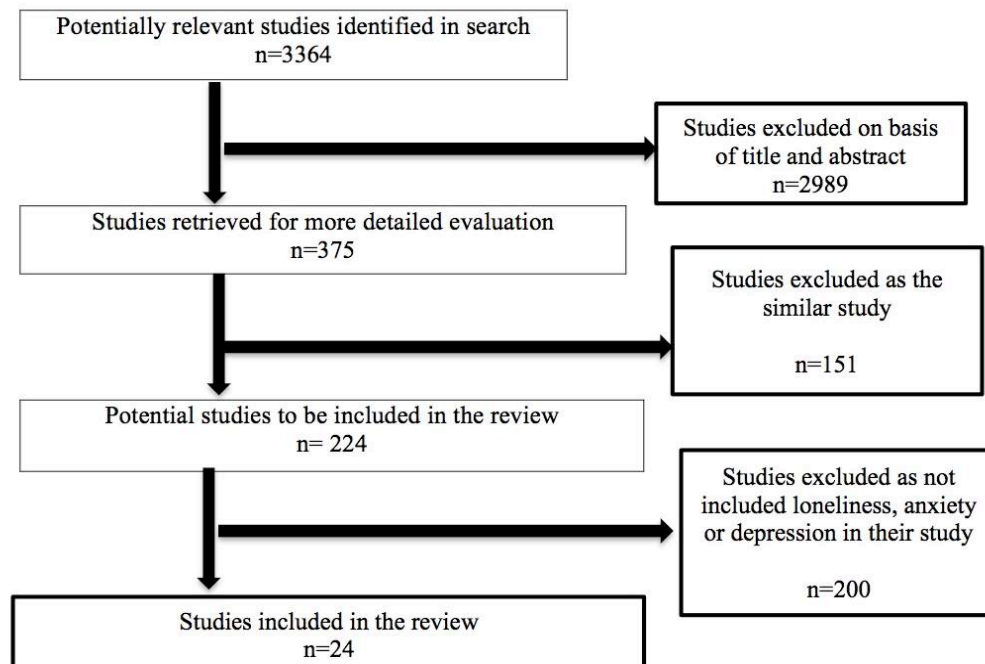 Potentially relevant studies identified in search
n=3364
Studies excluded on basis
of title and abstract
n=2989
Studies retrieved for more detailed evaluation
n=375
Studies excluded as the
similar study
n=151
Potential studies to be included in the review
n= 224
Studies excluded as not
included loneliness, anxiety
or depression in their study
n=200
Studies included in the review
n=24